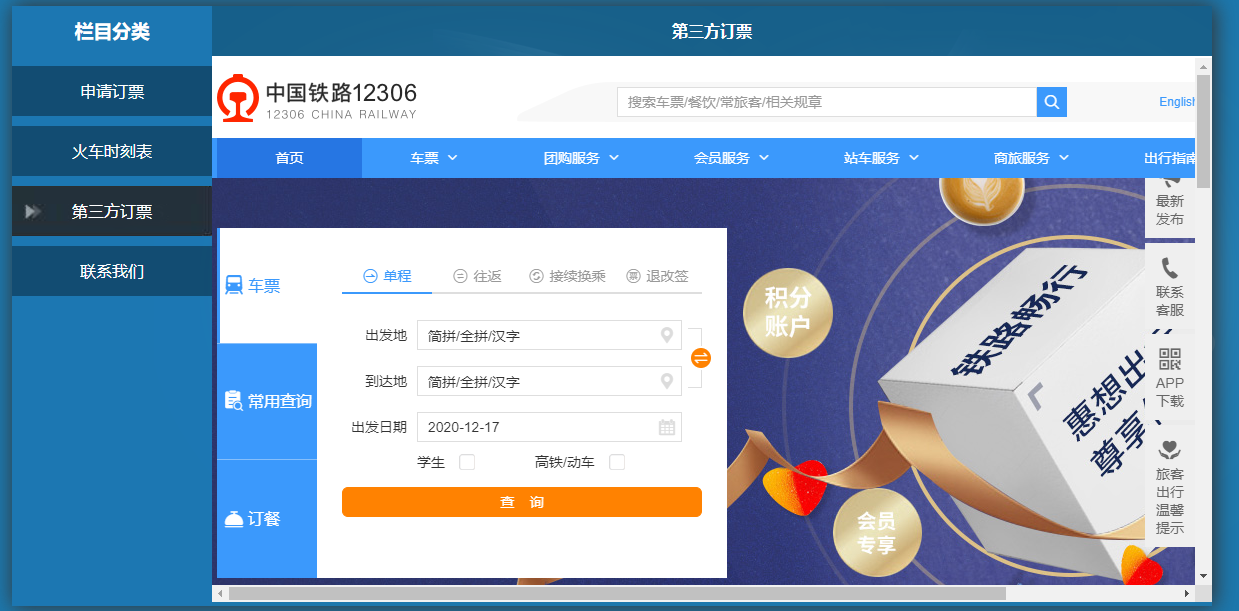 栏目分类
第三方订票
申请订票
火车时刻表
第三方订票
联系我们
中国铁路12306
12306 CHINA RAILWAY
搜索车票/餐饮/常旅客/相关规章
English
首页
车票
团购服务
会员服务
站车服务
商旅服务
出行指南
车票
常用查询
订餐
单程
往返
接续换乘
退改签
出发地
简拼/全拼/汉字
到达地
简拼/全拼/汉字
出发日期
2020-12-17
学生
高铁/动车
查 询
积分
账户
会员
专享
铁路畅行
惠想出
尊享
最新
发布
联系
客服
APP
下载
旅客
出行
温馨
提示